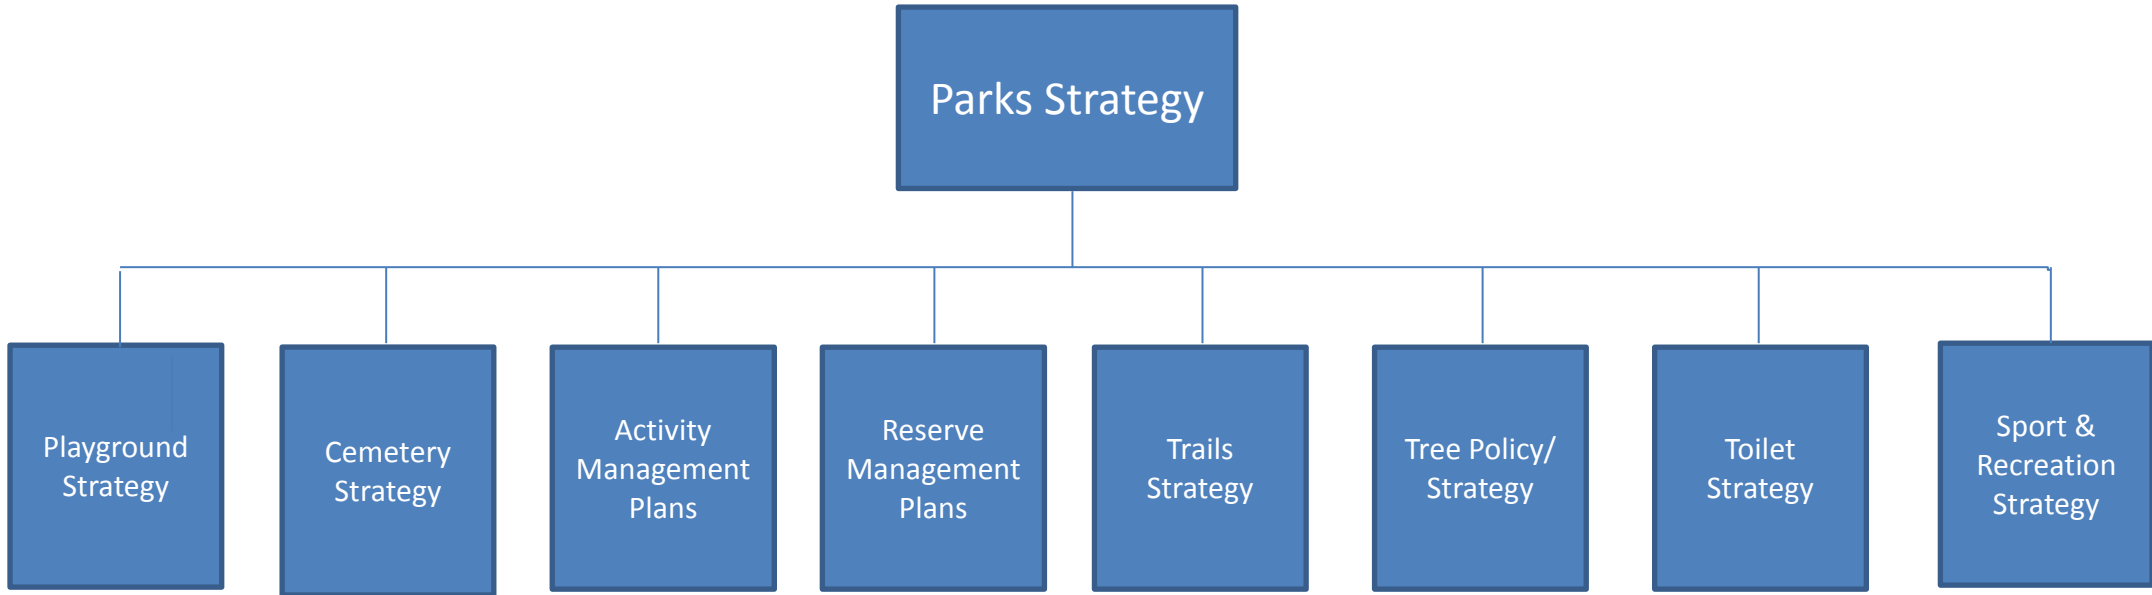 Parks Strategy
Playground
Strategy
Cemetery
Strategy
Activity
Management
Plans
Reserve
Management
Plans
Trails
Strategy
Tree Policy/
Strategy
Toilet
Strategy
Sport &
Recreation
Strategy